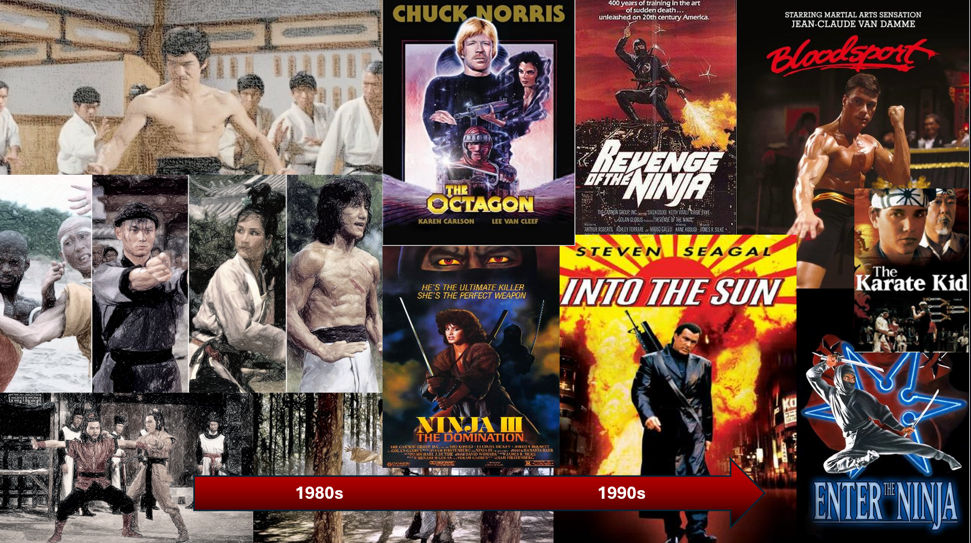 CHUCK NORRIS
THE
OCTAGON
KAREN CARLSON LEE VAN CLEEF
400 years of training in the art
of sudden death...
unleashed on 20th century America.
REVENGE
OF THE NINJA
STARRING MARTIAL ARTS SENSATION
JEAN-CLAUDE VAN DAMME
Bloodsport
The
Karate Kid
HE'S THE ULTIMATE KILLER
SHE'S THE PERFECT WEAPON
NINJA III
THE DOMINATION
STEVEN SEAGAL
INTO THE SUN
ENTER THE NINJA
1980s
1990s